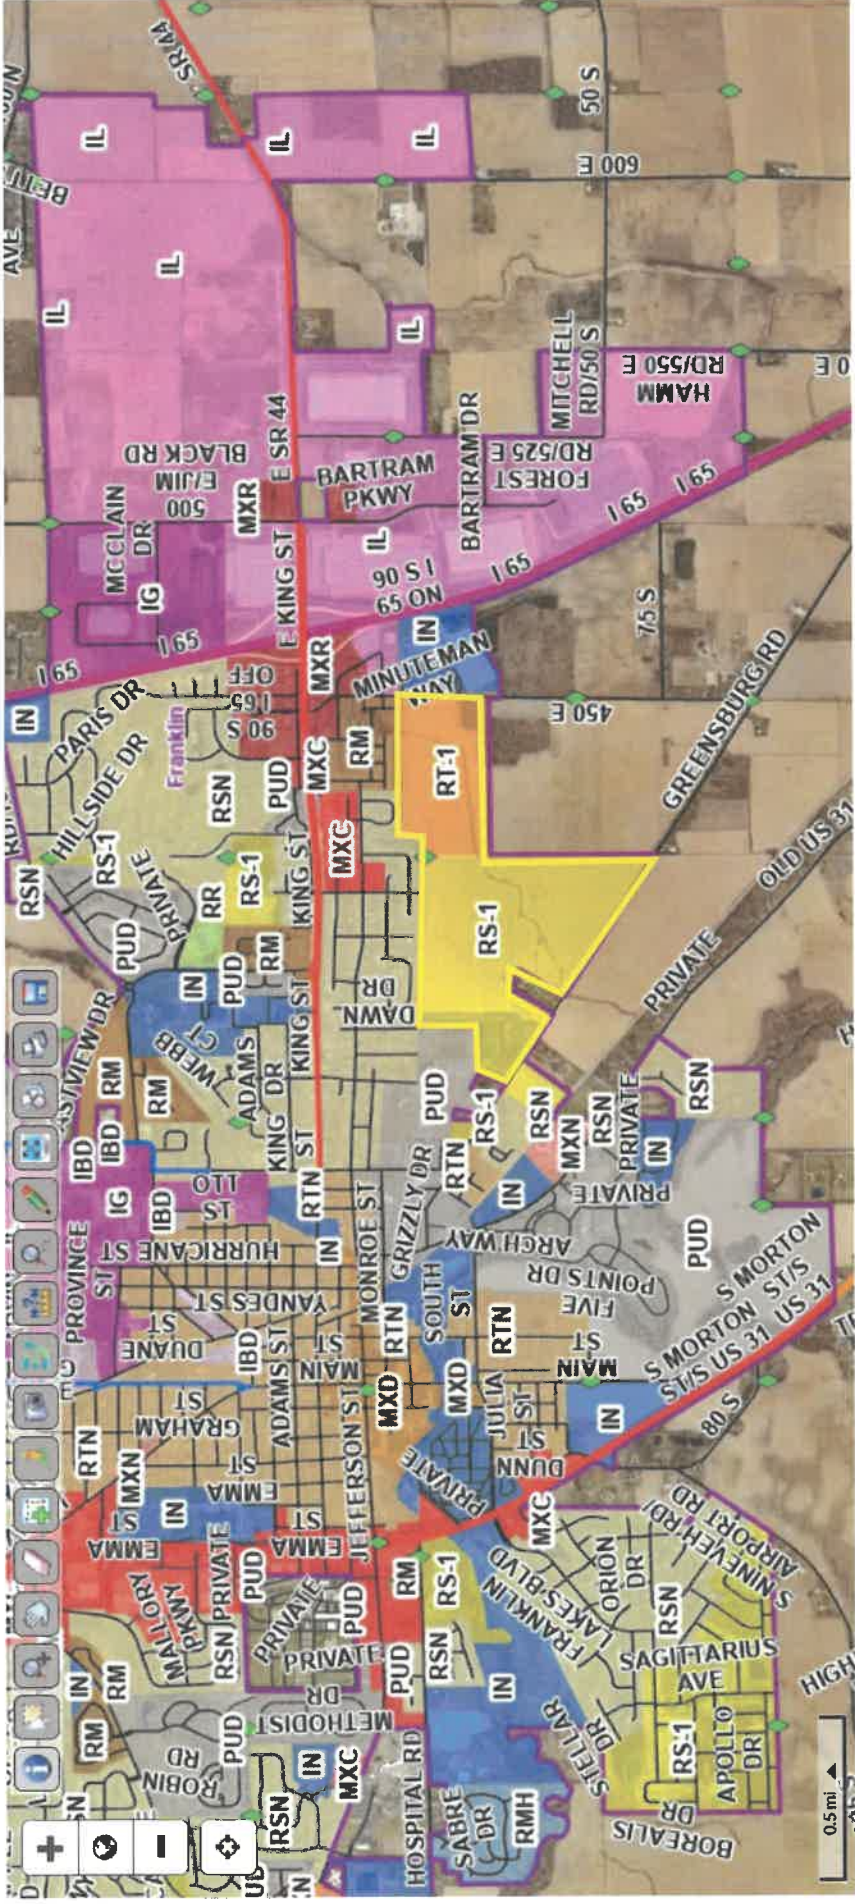 SR 44
50 N
BETT
AVE
IL
IL
IL
IL
IL
50 S
600 E
IL
MITCHELL
RD/50 S
HAMM
RD/550 E
0 E
500
E/JIM
BLACK RD
E SR 44
BARTRAM
PKWY
BARTRAM DR
FOREST
RD/525 E
MCCLAIN
DR
MXR
IG
IL
E KING ST
I 65
I 65
I 65
I 65
I 65
65 ON
I S 06
75 S
IN
PARIS DR
HILLSIDE DR
Franklin
90 S
I 65
OFF
MXR
MINUTEMAN
WAY
IN
450 E
GREENSBURG RD
OLD US 31
RSN
RSN
RS-1
PUD
MXC
RM
RT-1
PRIVATE
RR
RS-1
KING ST
MXC
PUD
RM
RS-1
IN
PUD
KING ST
DAWN
DR
PRIVATE
WEBB
CT
ADAMS
DR
KING
ST
RM
RM
IBD
IBD
IG
IBD
PROVINCE
ST
HURRICANE ST
YANDES ST
DUANE
ST
IBD
IN
RTN
PUD
RTN
RS-1
RSN
MXN
RSN
PRIVATE
IN
RSN
PRIVATE
IN
GRIZZLY DR
ARCH WAY
FIVE
POINTS DR
PUD
MONROE ST
RTN
SOUTH
ST
RTN
MAIN
ST
ADAMS ST
MXD
MXD
MAIN
ST
JULIA
ST
DUNN
ST
IN
S MORTON
ST/S US 31
S MORTON
ST/S
US 31
80 S
GRAHAM
ST
RTN
MXN
IN
EMMA
ST
EMMA
ST
EMMA
ST
JEFFERSON ST
PRIVATE
MXC
MALLORY
PKWY
PRIVATE
RSN
PUD
PRIVATE
PRIVATE
PUD
RM
RS-1
RSN
PUD
FRANKLIN
LAKES BLVD
ORION
DR
RSN
S NINEVEH RD/
AIRPORT RD
SAGITTARIUS
AVE
IN
RM
RM
IN
METHODIST
DR
PUD
ROBIN
RD
IN
MXC
RSN
HOSPITAL RD
SABRE
DR
RMH
STELLAR
DR
RS-1
APOLLO
DR
BOREALIS
DR
HIGH
0.5 mi